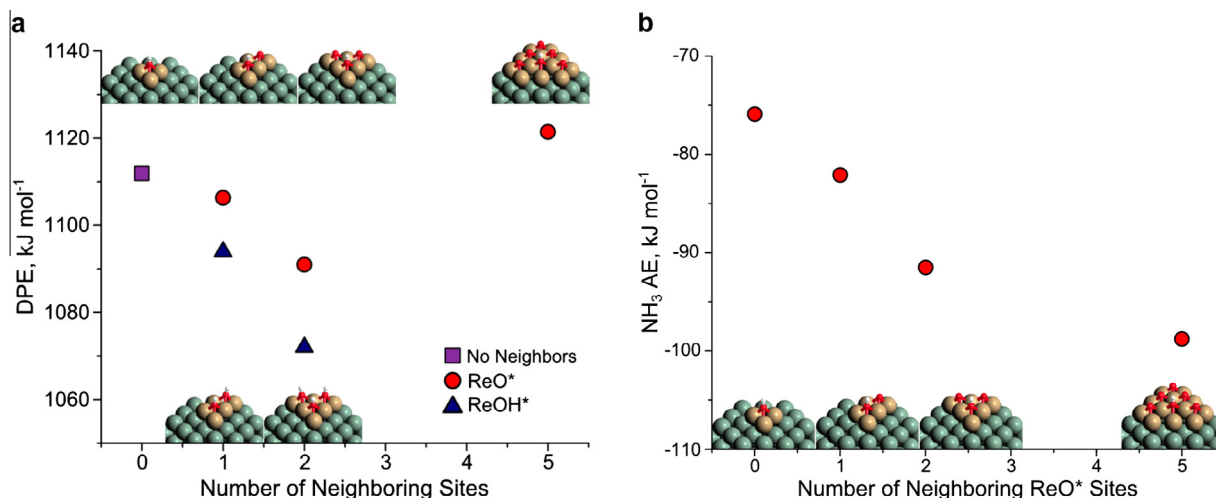 a
1140
1120
1100
1080
1060
DPE, kJ mol⁻¹
No Neighbors
ReO*
ReOH*
0 1 2 3 4 5
Number of Neighboring Sites
b
-70
-80
-90
-100
-110
NH₃ AE, kJ mol⁻¹
0 1 2 3 4 5
Number of Neighboring ReO* Sites